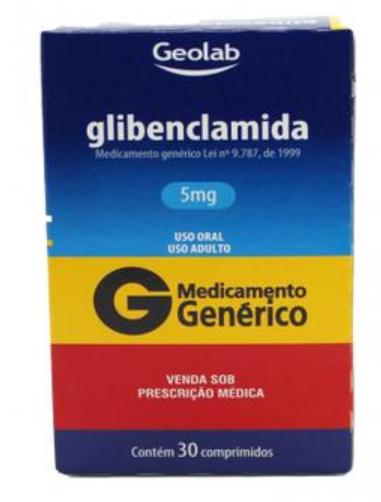 Geolab
glibenclamida
Medicamento genérico Lei nº 9.787, de 1999
5mg
USO ORAL
USO ADULTO
G Medicamento
Genérico
VENDA SOB
PRESCRIÇÃO MÉDICA
Contém 30 comprimidos